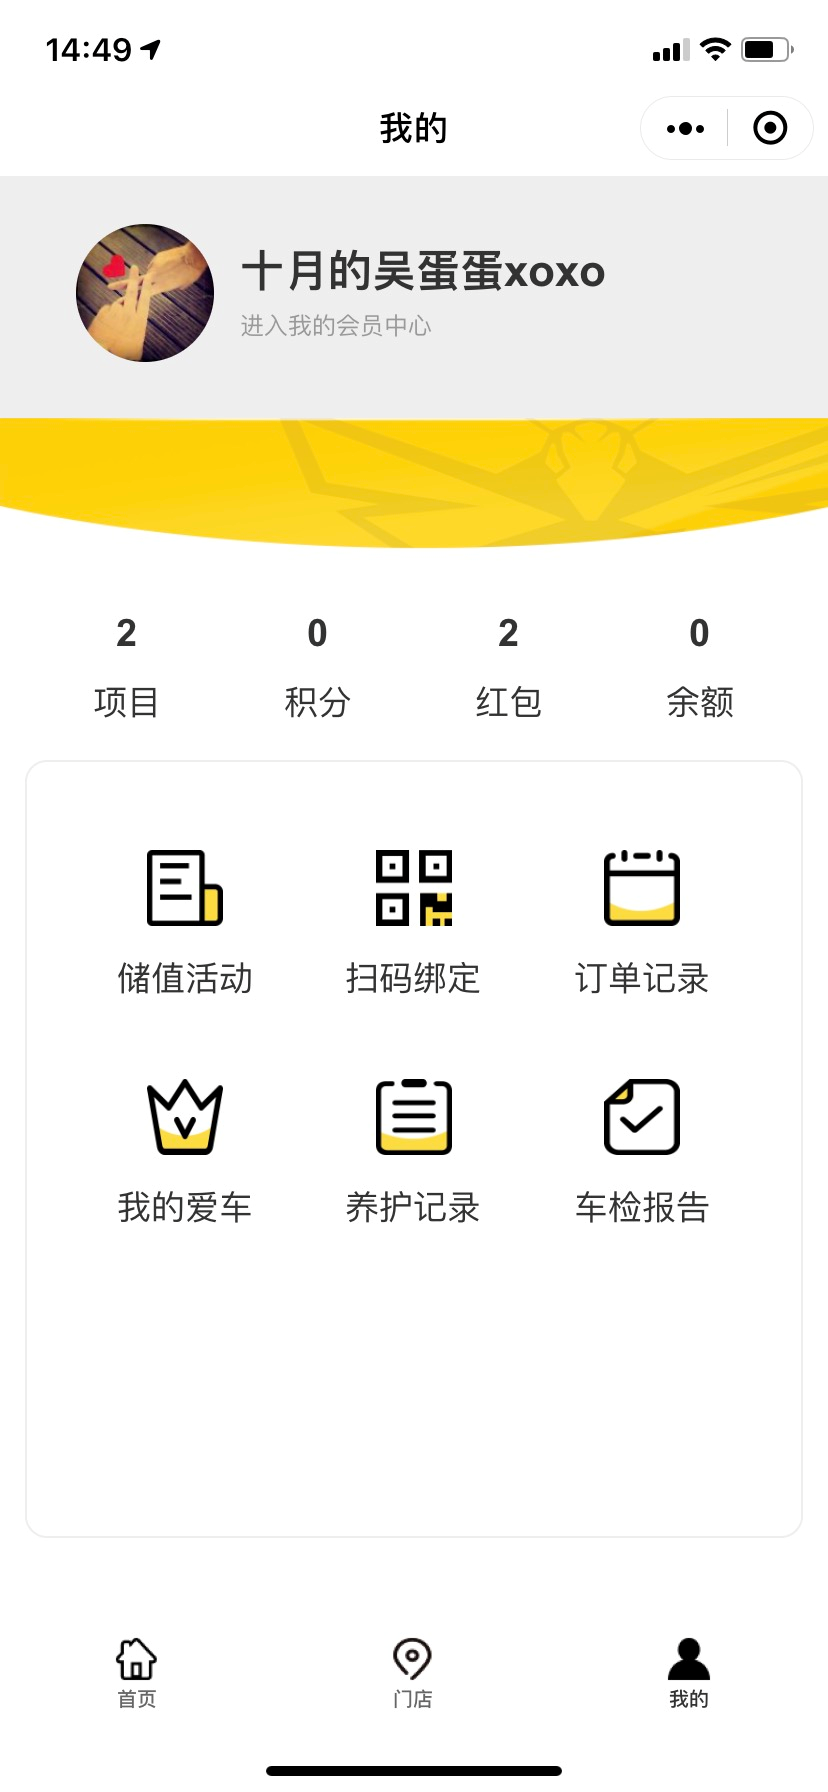 14:49
我的
十月的吴蛋蛋xoxo
进入我的会员中心
2 0 2 0
项目 积分 红包 余额
储值活动 扫码绑定 订单记录
我的爱车 养护记录 车检报告
首页 门店 我的